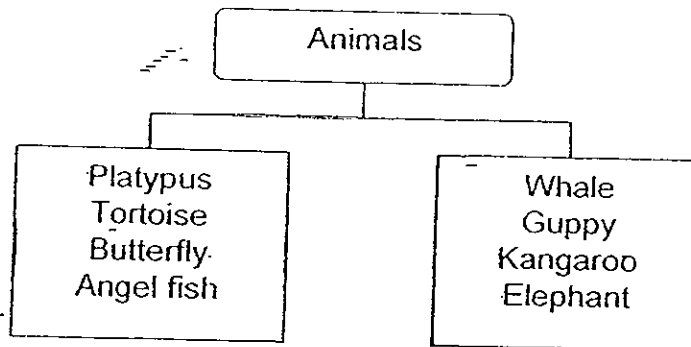 Animals
Platypus
Tortoise
Butterfly
Angel fish
Whale
Guppy
Kangaroo
Elephant